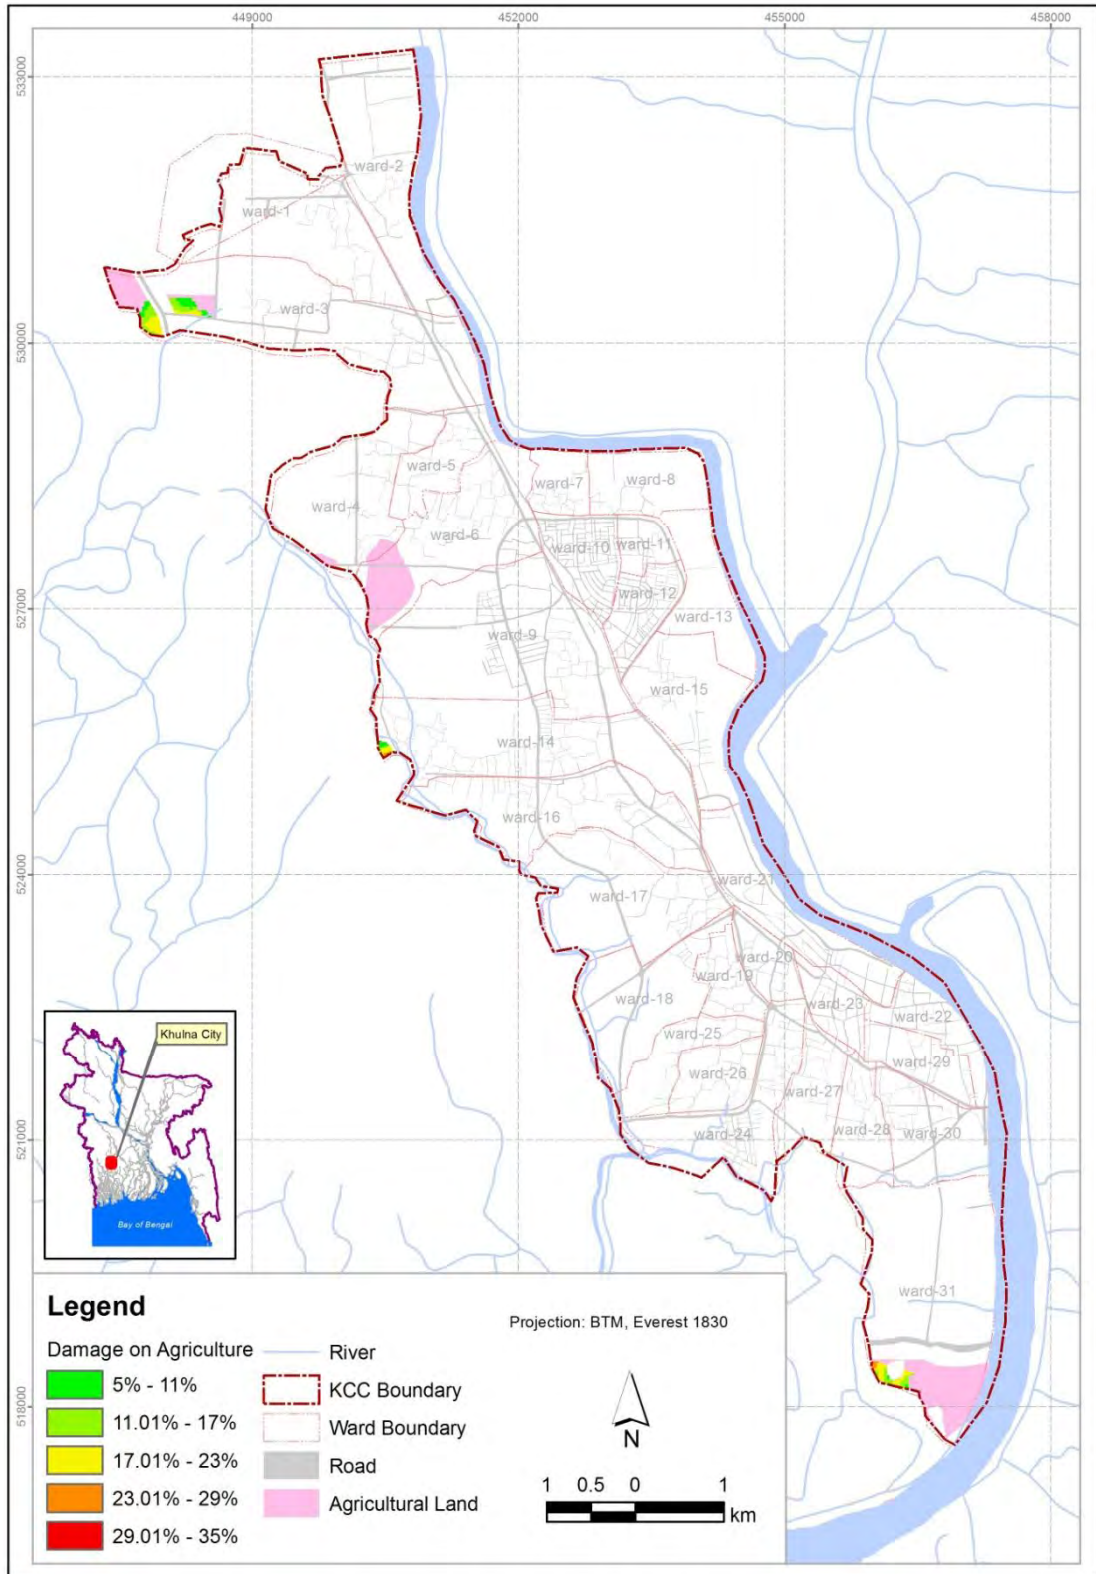 449000
452000
455000
458000
533000
530000
527000
524000
521000
518000
ward-2
ward-1
ward-3
ward-5
ward-7
ward-8
ward-4
ward-6
ward-10
ward-11
ward-12
ward-13
ward-9
ward-15
ward-14
ward-16
ward-21
ward-17
ward-20
ward-19
ward-18
ward-23
ward-22
ward-25
ward-29
ward-26
ward-27
ward-24
ward-28
ward-30
ward-31
Khulna City
Bay of Bengal
Legend
Damage on Agriculture
5% - 11%
11.01% - 17%
17.01% - 23%
23.01% - 29%
29.01% - 35%
River
KCC Boundary
Ward Boundary
Road
Agricultural Land
Projection: BTM, Everest 1830
N
1 0.5 0 1
km